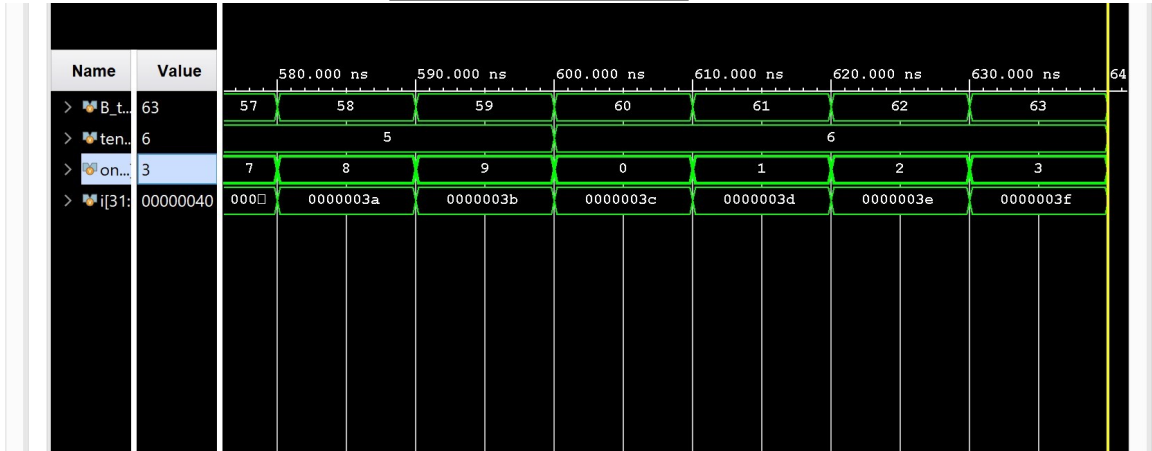 Name Value
580.000 ns 590.000 ns 600.000 ns 610.000 ns 620.000 ns 630.000 ns 64
B_t... 63 57 58 59 60 61 62 63
ten... 6 5 6
on...] 3 7 8 9 0 1 2 3
i[31: 00000040 000 0000003a 0000003b 0000003c 0000003d 0000003e 0000003f